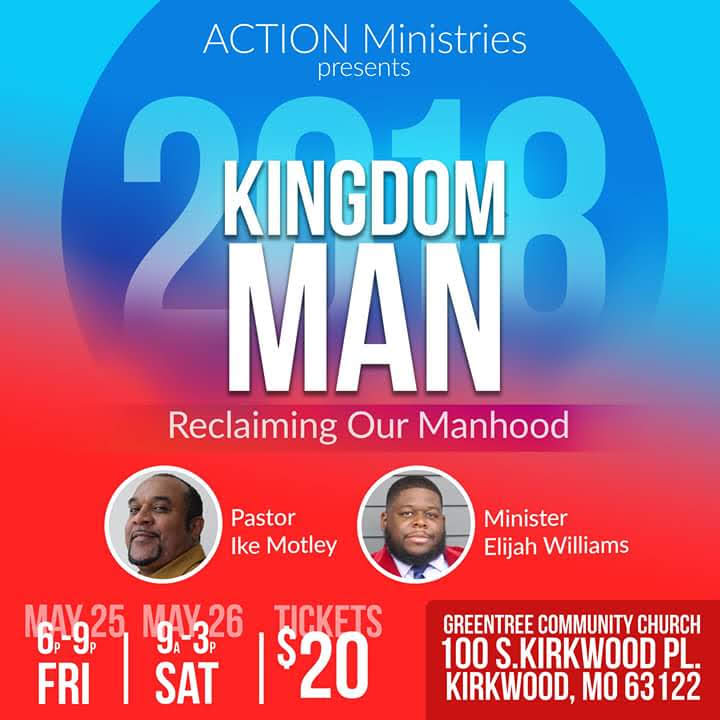 ACTION Ministries
presents
2018
KINGDOM
MAN
Reclaiming Our Manhood
Pastor
Ike Motley
Minister
Elijah Williams
MAY 25
6P-9P
FRI
MAY 26
9A-3P
SAT
TICKETS
$20
GREENTREE COMMUNITY CHURCH
100 S.KIRKWOOD PL.
KIRKWOOD, MO 63122